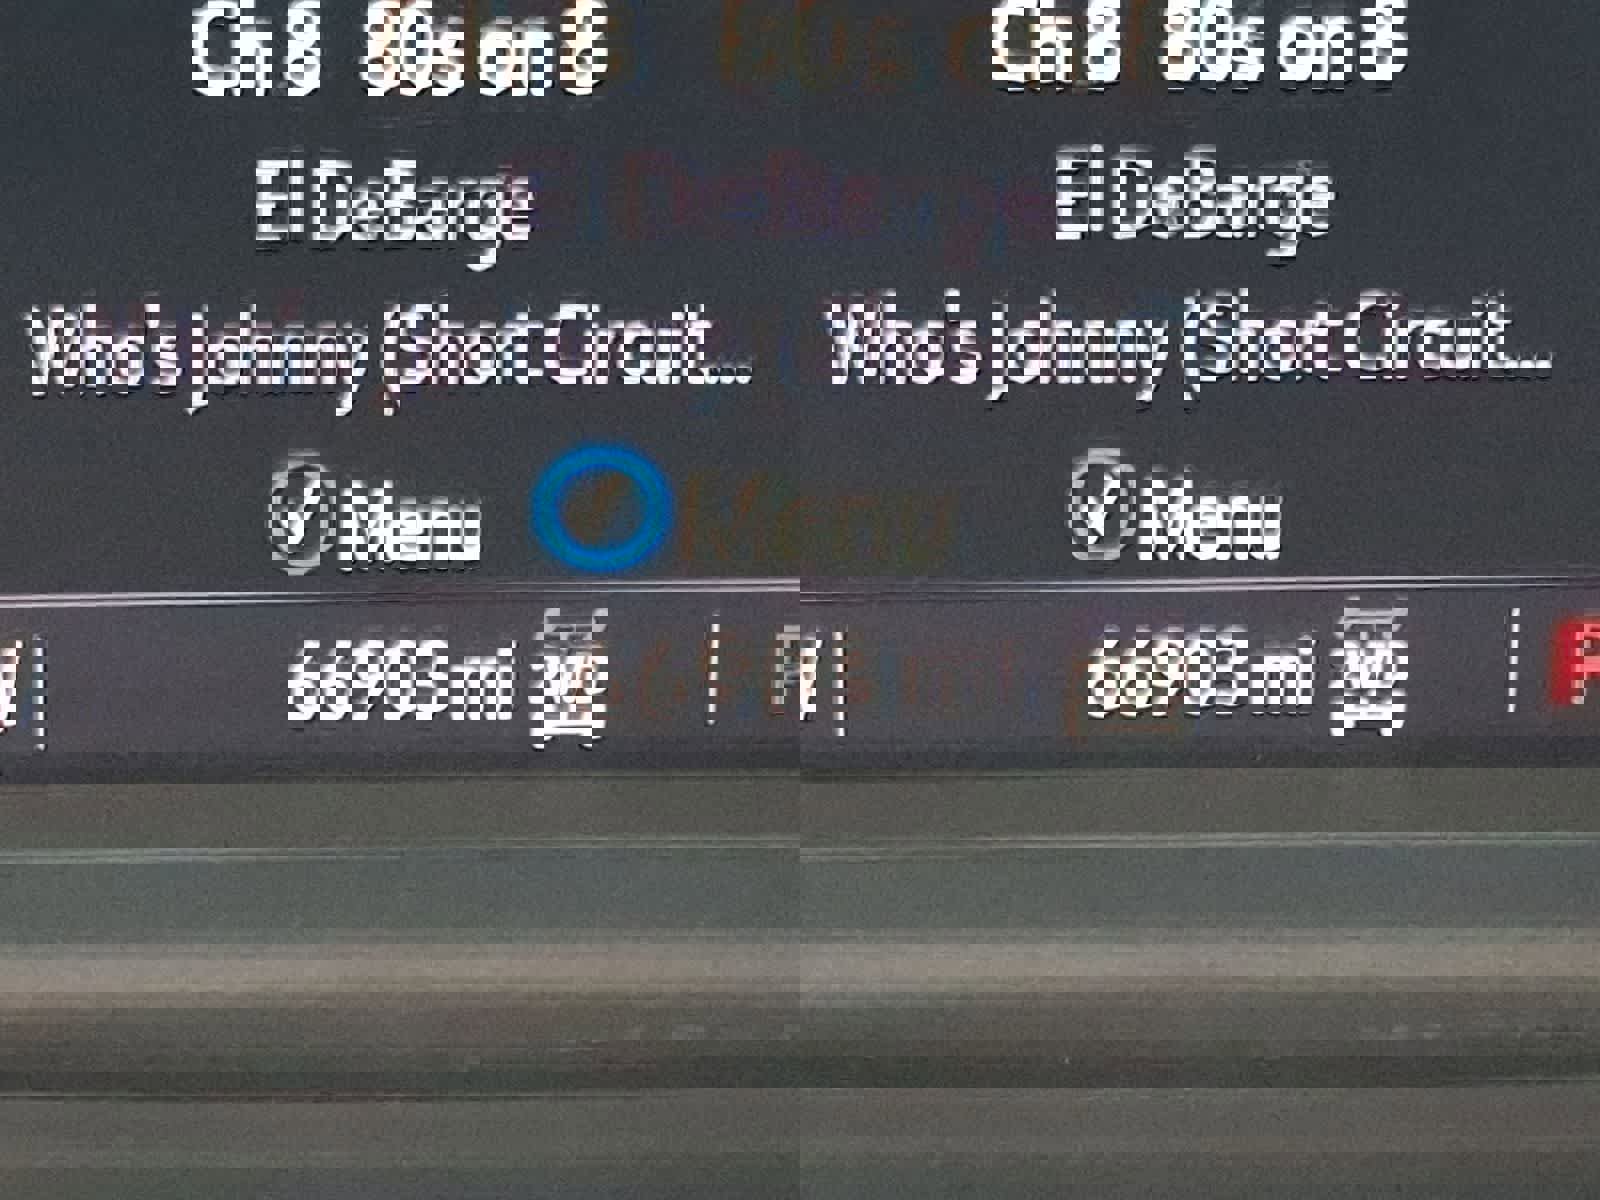 Ch 8 80s on 8 Ch 8 80s on 8
El DeBarge El DeBarge
Who's Johnny (Short Circuit... Who's Johnny (Short Circuit...
Menu Menu
66903 mi 66903 mi